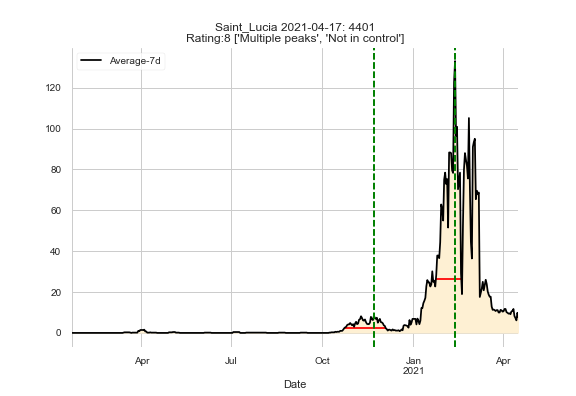 Saint_Lucia 2021-04-17: 4401
Rating:8 ['Multiple peaks', 'Not in control']
Average-7d
120
100
80
60
40
20
0
Apr
Jul
Oct
Jan
2021
Apr
Date